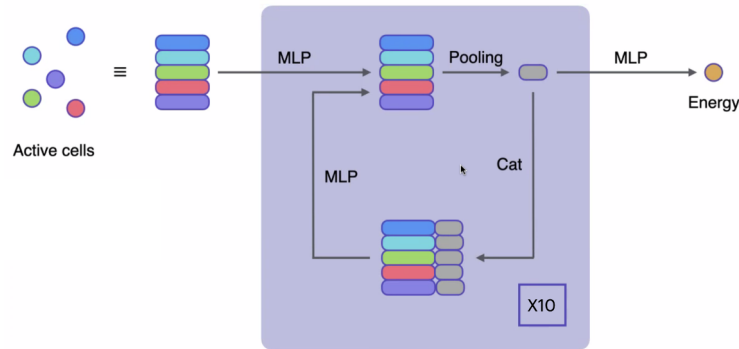 MLP
Pooling
MLP
≡
Energy
Active cells
Cat
MLP
X10